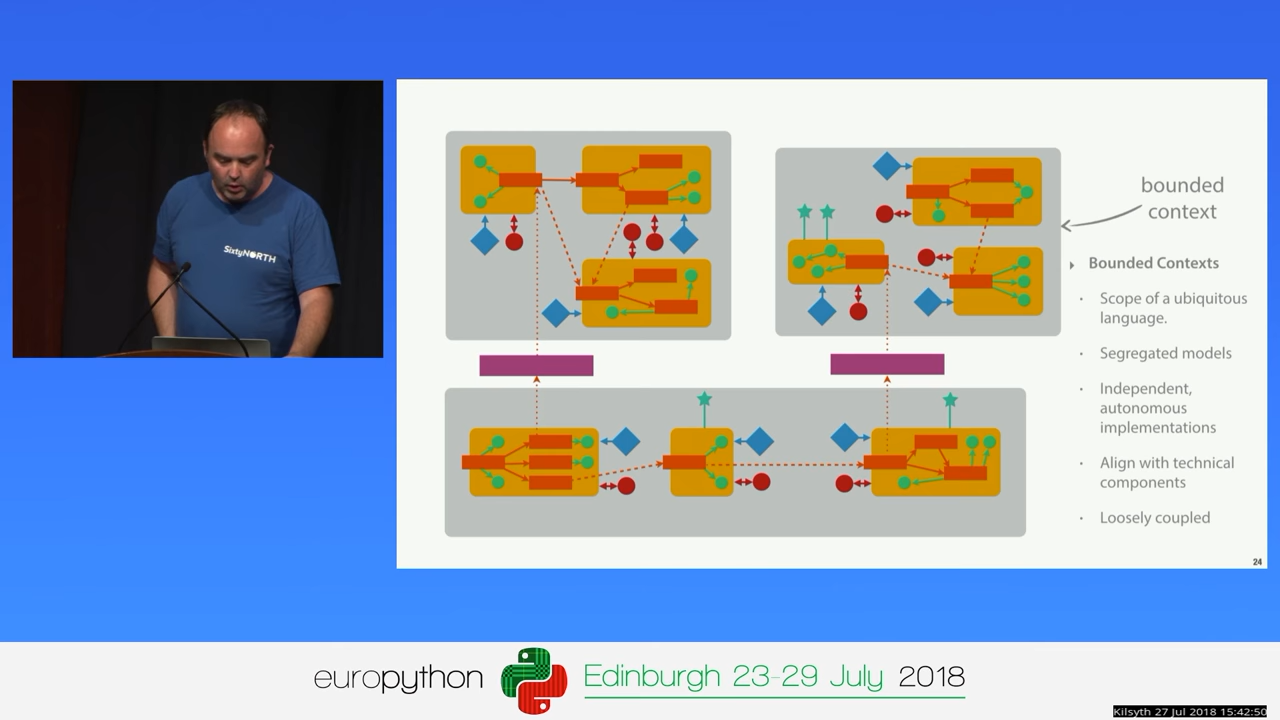 SixtyNORTH
bounded
context
Bounded Contexts
Scope of a ubiquitous
language.
Segregated models
Independent,
autonomous
implementations
Align with technical
components
Loosely coupled
24
europython
Edinburgh 23-29 July 2018
Kilsyth 27 Jul 2018 15:42:50